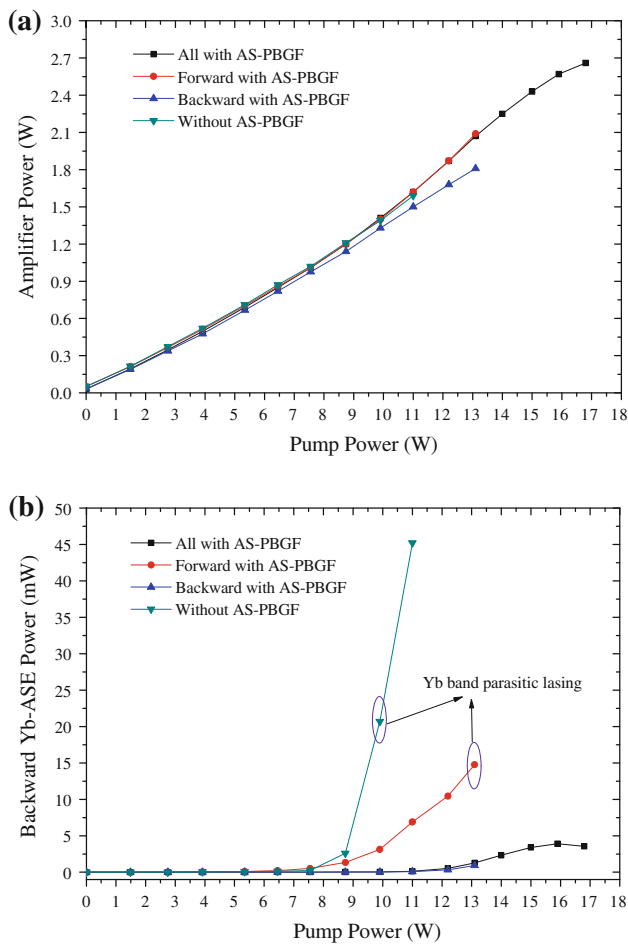 (a)
3.0
2.7
2.4
2.1
1.8
1.5
1.2
0.9
0.6
0.3
0.0
Amplifier Power (W)
All with AS-PBGF
Forward with AS-PBGF
Backward with AS-PBGF
Without AS-PBGF
0 1 2 3 4 5 6 7 8 9 10 11 12 13 14 15 16 17 18
Pump Power (W)
(b)
50
45
40
35
30
25
20
15
10
5
0
Backward Yb-ASE Power (mW)
All with AS-PBGF
Forward with AS-PBGF
Backward with AS-PBGF
Without AS-PBGF
Yb band parasitic lasing
0 1 2 3 4 5 6 7 8 9 10 11 12 13 14 15 16 17 18
Pump Power (W)